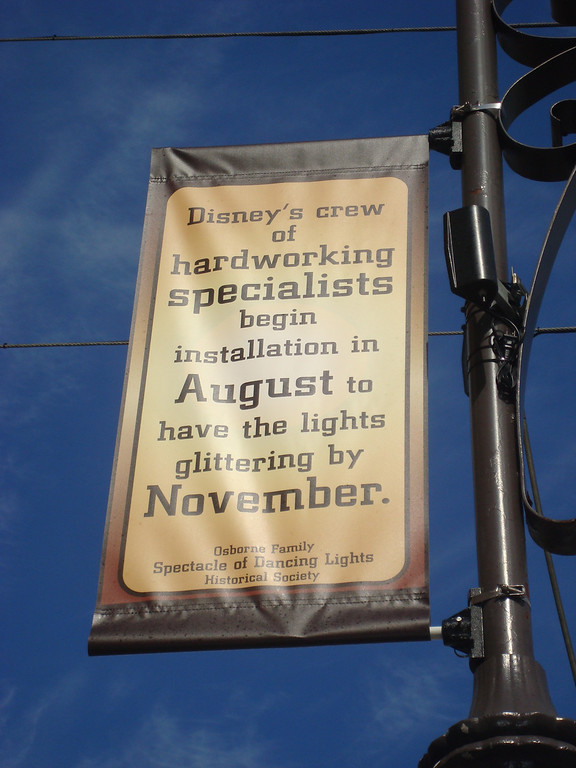 Disney's crew
of
hardworking
specialists
begin
installation in
August to
have the lights
glittering by
November.
Osborne Family
Spectacle of Dancing Lights
Historical Society